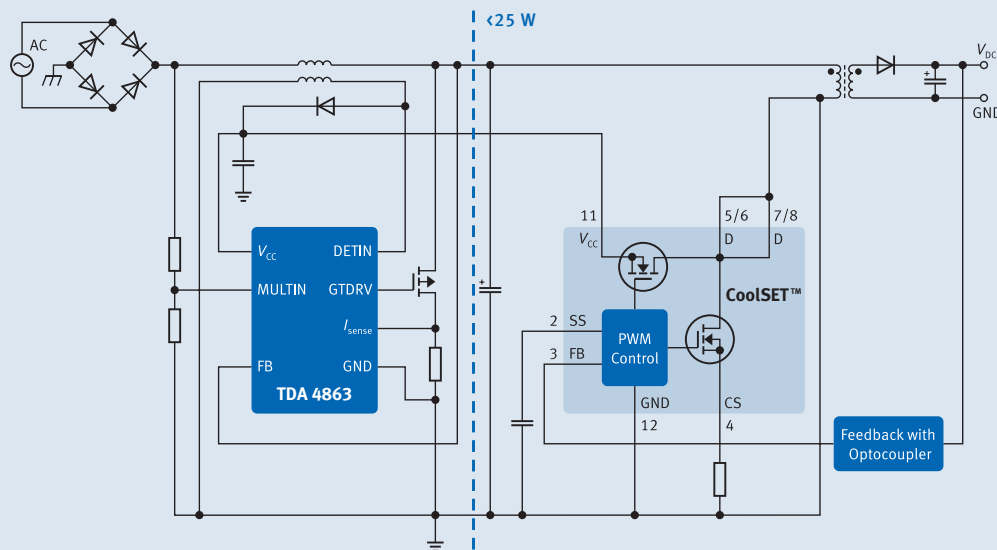 <25 W
AC
V_DC
GND
11
5/6
7/8
V_CC
D
D
V_CC
DETIN
CoolSET™
MULTIN
GTDRV
2
SS
PWM
Control
I_sense
3
FB
FB
GND
TDA 4863
GND
CS
12
4
Feedback with
Optocoupler